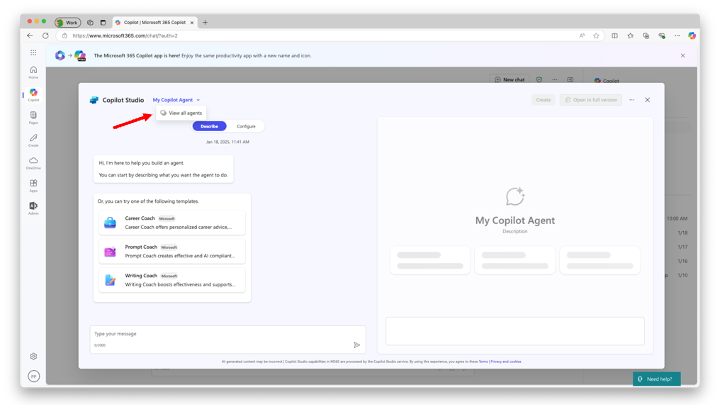 Work
Copilot | Microsoft 365 Copilot
https://www.microsoft365.com/chat/?auth=2
The Microsoft 365 Copilot app is here! Enjoy the same productivity app with a new name and icon.
Home
Copilot
Pages
Create
OneDrive
Apps
Admin
New chat
Copilot
Copilot Studio
My Copilot Agent
Create
Open in full version
View all agents
Describe
Configure
Jan 18, 2025, 11:41 AM
Hi, I'm here to help you build an agent.
You can start by describing what you want the agent to do.
Or, you can try one of the following templates.
Career Coach Microsoft
Career Coach offers personalized career advice,...
Prompt Coach Microsoft
Prompt Coach creates effective and AI compliant...
Writing Coach Microsoft
Writing Coach boosts effectiveness and supports...
My Copilot Agent
Description
10:00 AM
1/18
1/17
1/16
1/10
Type your message
AI generated content may be incorrect | Copilot Studio capabilities in M365 are processed by the Copilot Studio service. By using this experience, you agree to these Terms | Privacy and cookies
Need help?